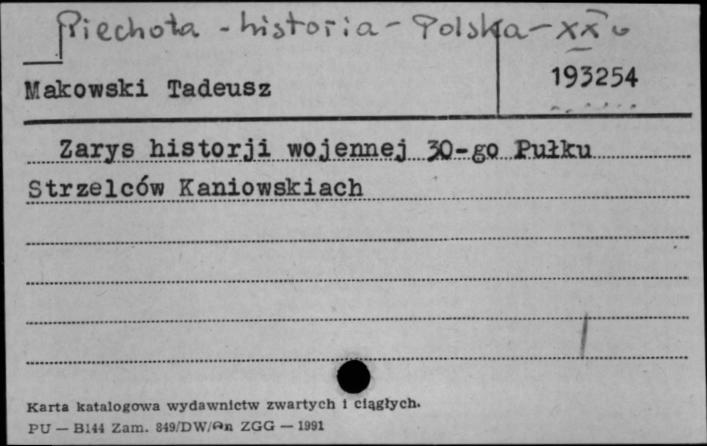 Piechota - historia - Polska - XX w
193254
Makowski Tadeusz
Zarys historji wojennej 30-go Pułku
Strzelców Kaniowskiach
Karta katalogowa wydawnictw zwartych i ciągłych.
PU — B144 Zam. 849/DW/An ZGG — 1991